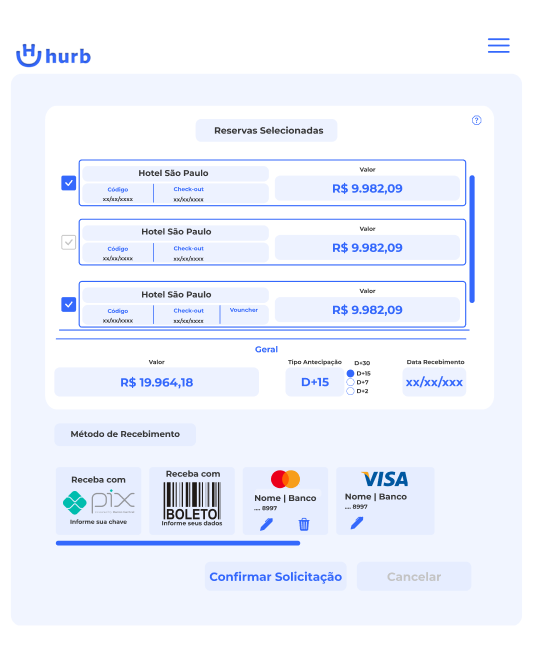 hurb
?
Reservas Selecionadas
Hotel São Paulo
Valor
Código
Check-out
R$ 9.982,09
xx/xx/xxxx
xx/xx/xxxx
Hotel São Paulo
Valor
Código
Check-out
R$ 9.982,09
xx/xx/xxxx
xx/xx/xxxx
Hotel São Paulo
Valor
Código
Check-out
Vouncher
R$ 9.982,09
xx/xx/xxxx
xx/xx/xxxx
Geral
Valor
Tipo Antecipação
D+30
Data Recebimento
R$ 19.964,18
D+15
D+15
D+7
D+2
xx/xx/xxx
Método de Recebimento
Receba com
pix
Informe sua chave
Receba com
BOLETO
Informe seus dados
Nome | Banco
.... 8997
VISA
Nome | Banco
.... 8997
Confirmar Solicitação
Cancelar